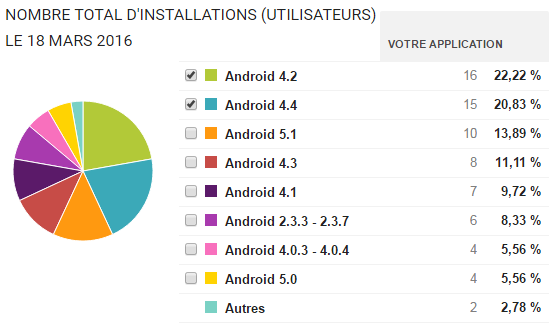 NOMBRE TOTAL D'INSTALLATIONS (UTILISATEURS)
LE 18 MARS 2016
VOTRE APPLICATION
Android 4.2 16 22,22 %
Android 4.4 15 20,83 %
Android 5.1 10 13,89 %
Android 4.3 8 11,11 %
Android 4.1 7 9,72 %
Android 2.3.3 - 2.3.7 6 8,33 %
Android 4.0.3 - 4.0.4 4 5,56 %
Android 5.0 4 5,56 %
Autres 2 2,78 %